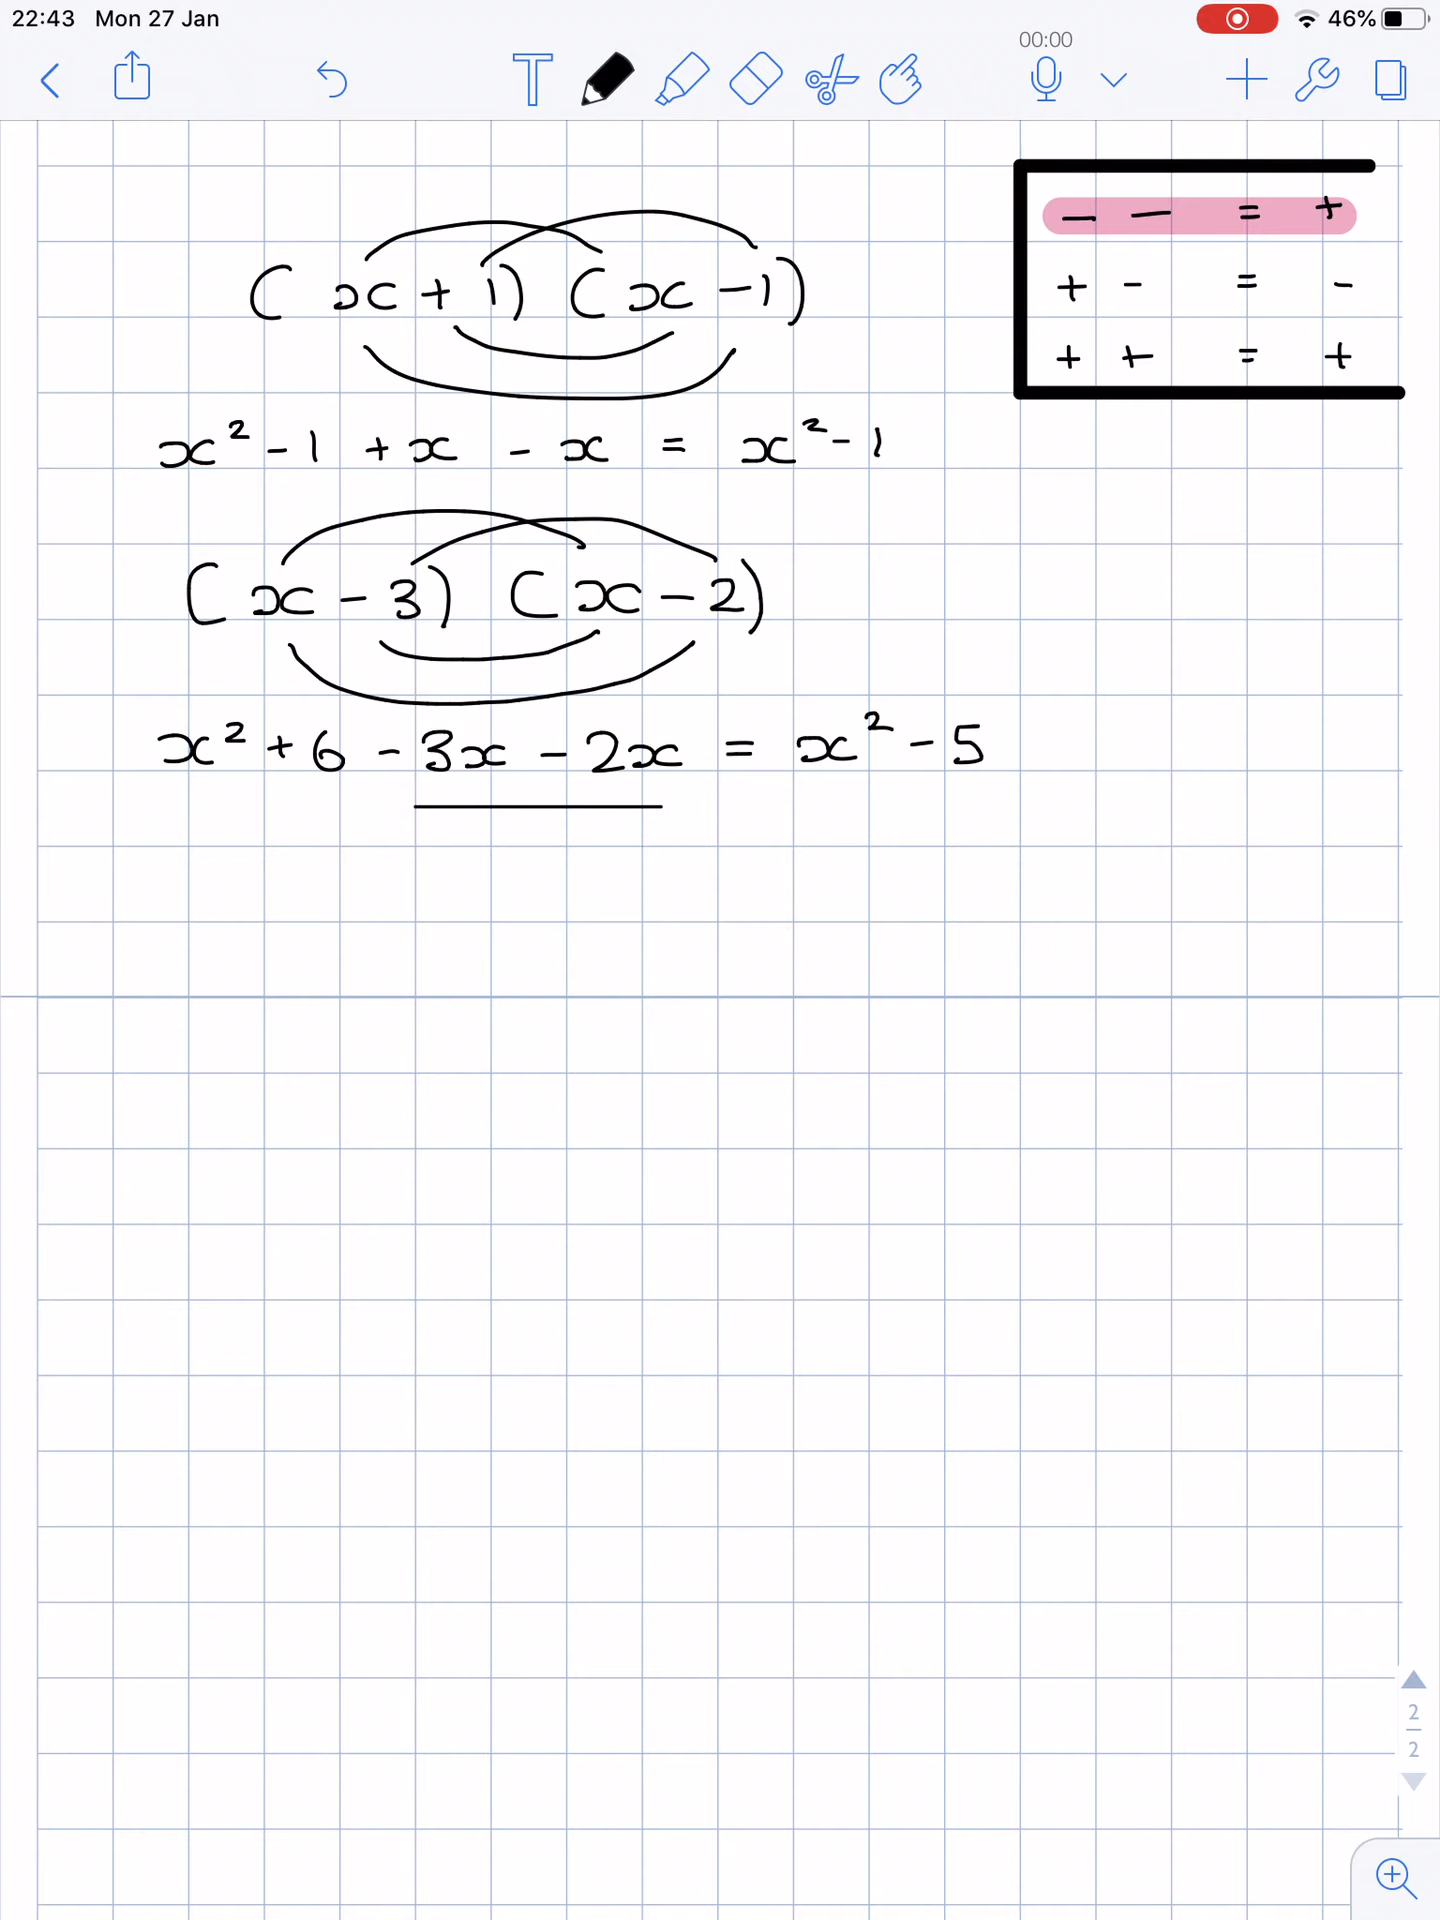 22:43 Mon 27 Jan 46%
00:00
T
- - = +
+ - = -
+ + = +
(x+1)(x-1)
x² - 1 + x - x = x² - 1
(x-3)(x-2)
x² + 6 - 3x - 2x = x² - 5
2
2